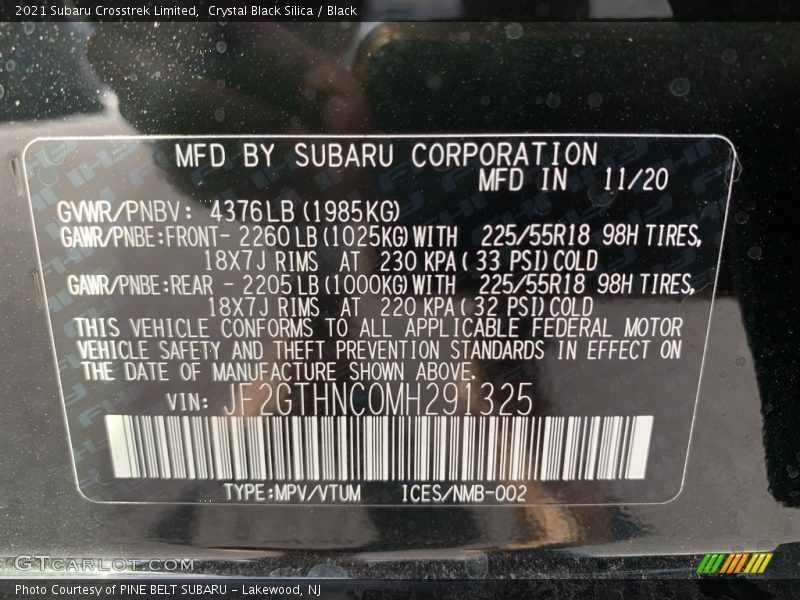 2021 Subaru Crosstrek Limited, Crystal Black Silica / Black
MFD BY SUBARU CORPORATION
MFD IN 11/20
GVWR/PNBV: 4376LB (1985KG)
GAWR/PNBE:FRONT- 2260 LB (1025KG) WITH 225/55R18 98H TIRES,
18X7J RIMS AT 230 KPA ( 33 PSI) COLD
GAWR/PNBE:REAR - 2205 LB (1000KG) WITH 225/55R18 98H TIRES,
18X7J RIMS AT 220 KPA ( 32 PSI) COLD
THIS VEHICLE CONFORMS TO ALL APPLICABLE FEDERAL MOTOR
VEHICLE SAFETY AND THEFT PREVENTION STANDARDS IN EFFECT ON
THE DATE OF MANUFACTURE SHOWN ABOVE.
VIN: JF2GTHNC0MH291325
TYPE:MPV/VTUM ICES/NMB-002
GTCARLOT.COM
Photo Courtesy of PINE BELT SUBARU - Lakewood, NJ